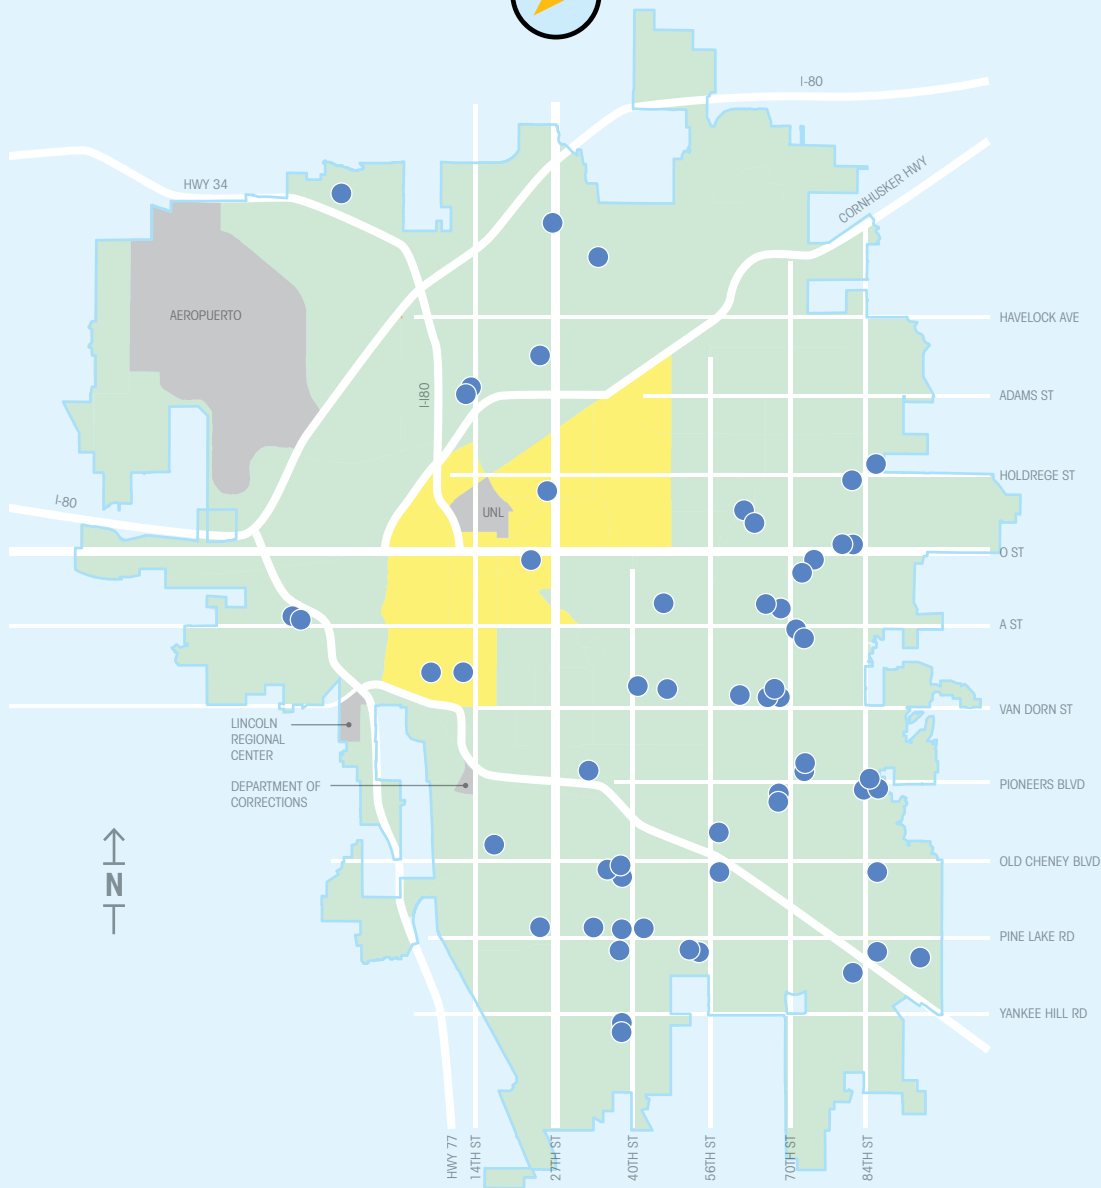 I-80
CORNHUSKER HWY
HWY 34
AEROPUERTO
HAVELOCK AVE
I-180
ADAMS ST
HOLDREGE ST
I-80
UNL
O ST
A ST
VAN DORN ST
LINCOLN
REGIONAL
CENTER
DEPARTMENT OF
CORRECTIONS
PIONEERS BLVD
N
OLD CHENEY BLVD
PINE LAKE RD
YANKEE HILL RD
HWY 77
14TH ST
27TH ST
40TH ST
56TH ST
70TH ST
84TH ST